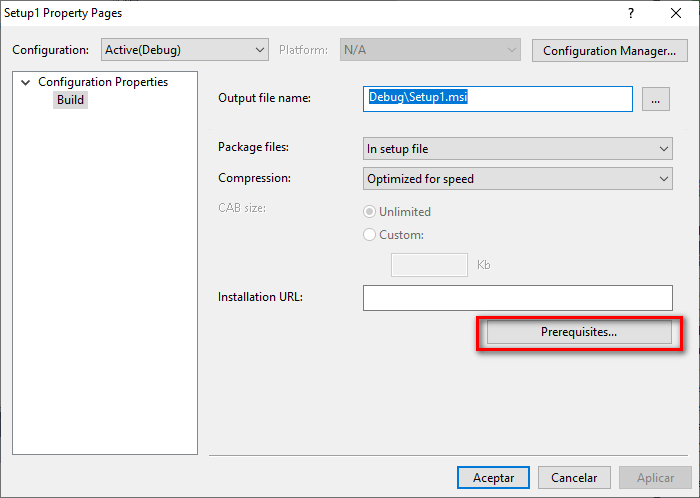 Setup1 Property Pages
Configuration: Active(Debug) Platform: N/A Configuration Manager...
Configuration Properties
Build
Output file name: Debug\Setup1.msi ...
Package files: In setup file
Compression: Optimized for speed
CAB size: Unlimited
Custom:
Kb
Installation URL:
Prerequisites...
Aceptar Cancelar Aplicar